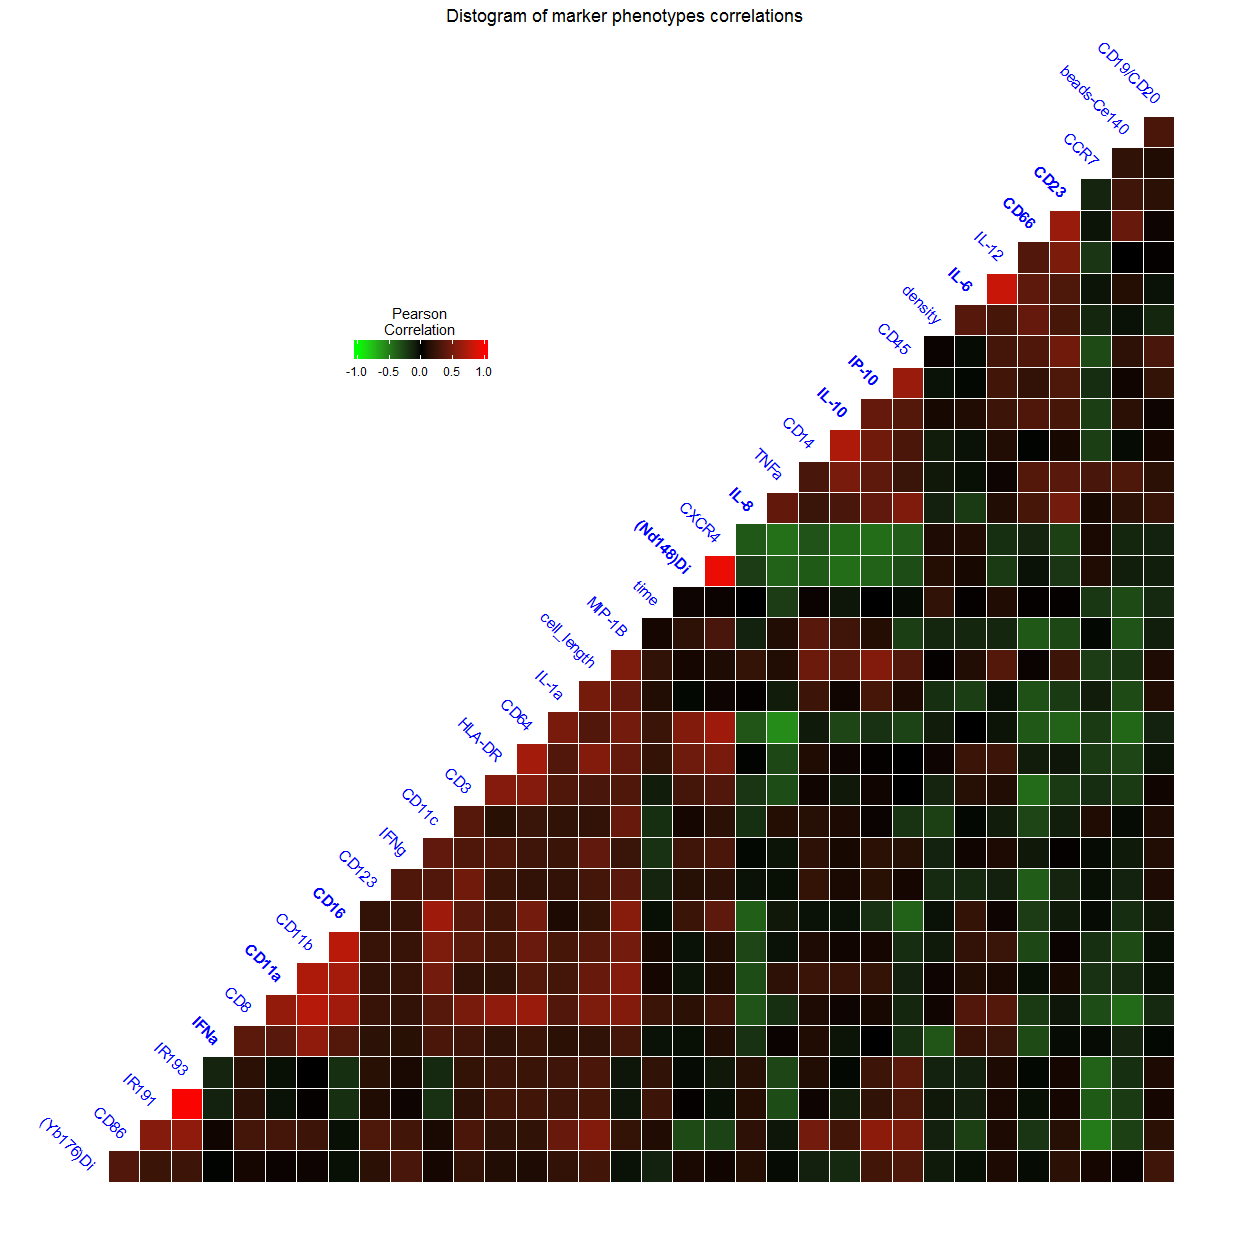 Distogram of marker phenotypes correlations
CD19/CD20
beads-Ce140
CCR7
CD23
CD66
IL-12
IL-6
density
CD45
IP-10
IL-10
CD14
TNFa
IL-8
CXCR4
(Nd148)Di
time
MIP-1B
cell_length
IL-1a
CD64
HLA-DR
CD3
CD11c
IFNg
CD123
CD16
CD11b
CD11a
CD8
IFNa
IR193
IR191
CD86
(Yb176)Di
Pearson
Correlation
-1.0 -0.5 0.0 0.5 1.0